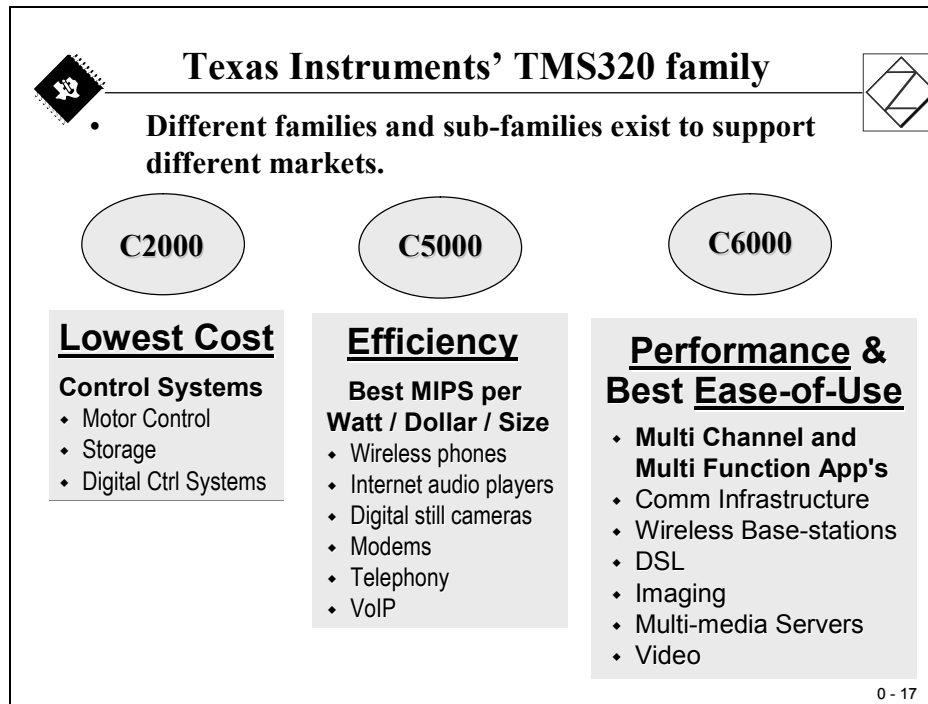 Texas Instruments’ TMS320 family
• Different families and sub-families exist to support
different markets.
C2000
Lowest Cost
Control Systems
• Motor Control
• Storage
• Digital Ctrl Systems
C5000
Efficiency
Best MIPS per
Watt / Dollar / Size
• Wireless phones
• Internet audio players
• Digital still cameras
• Modems
• Telephony
• VoIP
C6000
Performance &
Best Ease-of-Use
• Multi Channel and
Multi Function App's
• Comm Infrastructure
• Wireless Base-stations
• DSL
• Imaging
• Multi-media Servers
• Video
0 - 17